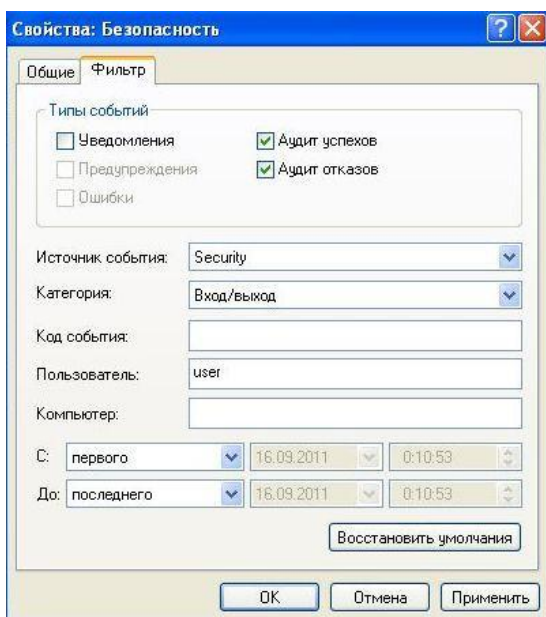 Свойства: Безопасность
Общие Фильтр
Типы событий
Уведомления Аудит успехов
Предупреждения Аудит отказов
Ошибки
Источник события: Security
Категория: Вход/выход
Код события:
Пользователь: user
Компьютер:
С: первого 16.09.2011 0:10:53
До: последнего 16.09.2011 0:10:53
Восстановить умолчания
OK Отмена Применить